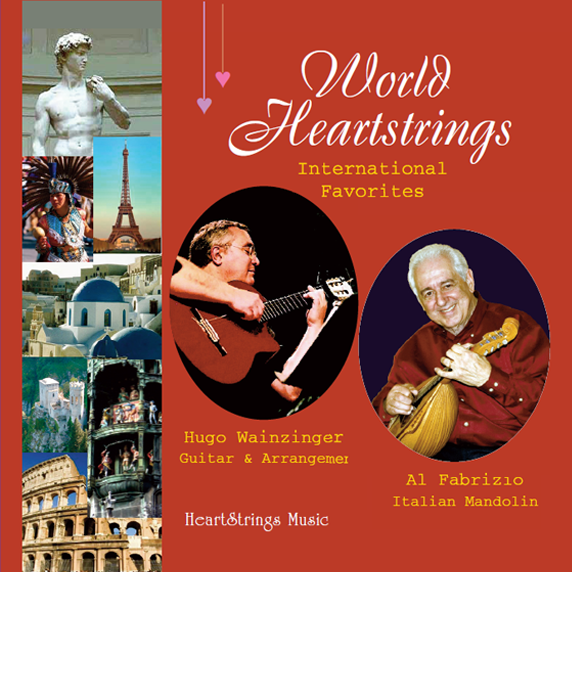 World
Heartstrings
International
Favorites
Hugo Wainzinger
Guitar & Arrangemer
Al Fabrizio
Italian Mandolin
HeartStrings Music